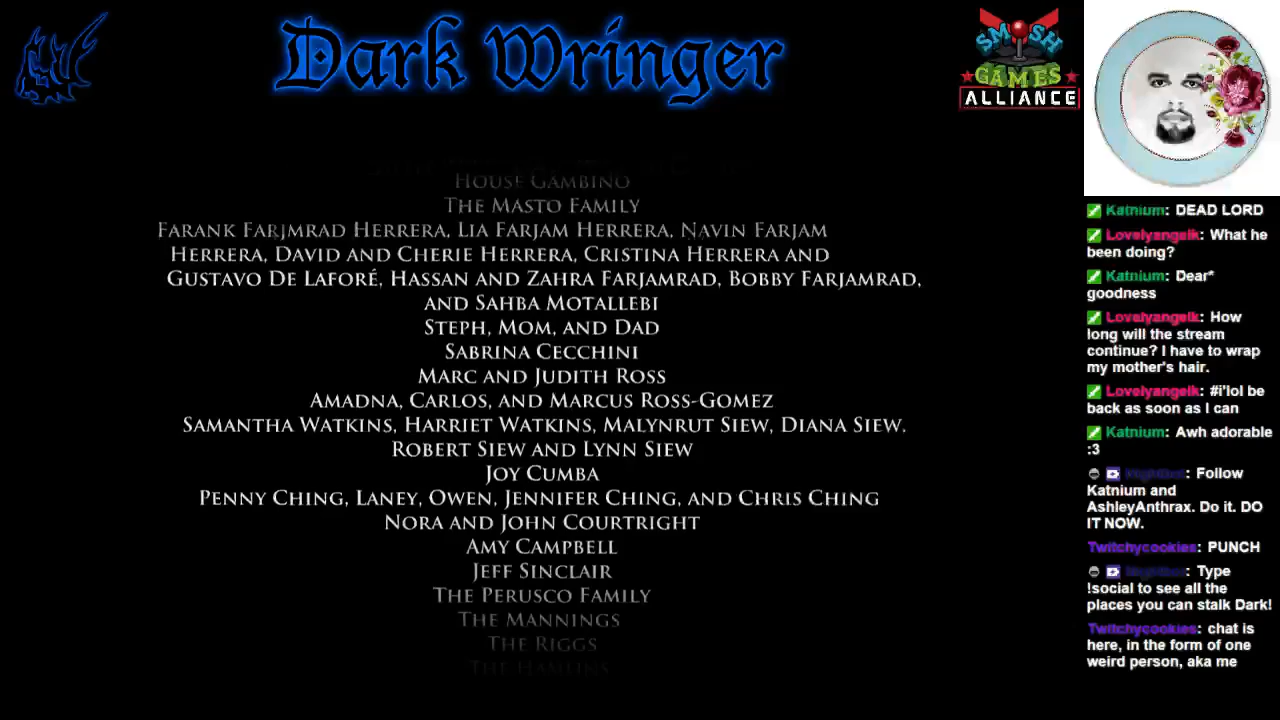 Dark Wringer
SMASH
GAMES
ALLIANCE
HOUSE GAMBINO
THE MASTO FAMILY
FARANK FARJMRAD HERRERA, LIA FARJAM HERRERA, NAVIN FARJAM
HERRERA, DAVID AND CHERIE HERRERA, CRISTINA HERRERA AND
GUSTAVO DE LAFORÉ, HASSAN AND ZAHRA FARJAMRAD, BOBBY FARJAMRAD,
AND SAHBA MOTALLEBI
STEPH, MOM, AND DAD
SABRINA CECCHINI
MARC AND JUDITH ROSS
AMADNA, CARLOS, AND MARCUS ROSS-GOMEZ
SAMANTHA WATKINS, HARRIET WATKINS, MALYNRUT SIEW, DIANA SIEW,
ROBERT SIEW AND LYNN SIEW
JOY CUMBA
PENNY CHING, LANEY, OWEN, JENNIFER CHING, AND CHRIS CHING
NORA AND JOHN COURTRIGHT
AMY CAMPBELL
JEFF SINCLAIR
THE PERUSCO FAMILY
THE MANNINGS
THE RIGGS
THE HAMLINS
Katnium: DEAD LORD
Lovelyangelk: What he
been doing?
Katnium: Dear*
goodness
Lovelyangelk: How
long will the stream
continue? I have to wrap
my mother's hair.
Lovelyangelk: #i'lol be
back as soon as I can
Katnium: Awh adorable
:3
Nightbot: Follow
Katnium and
AshleyAnthrax. Do it. DO
IT NOW.
Twitchycookies: PUNCH
Nightbot: Type
!social to see all the
places you can stalk Dark!
Twitchycookies: chat is
here, in the form of one
weird person, aka me